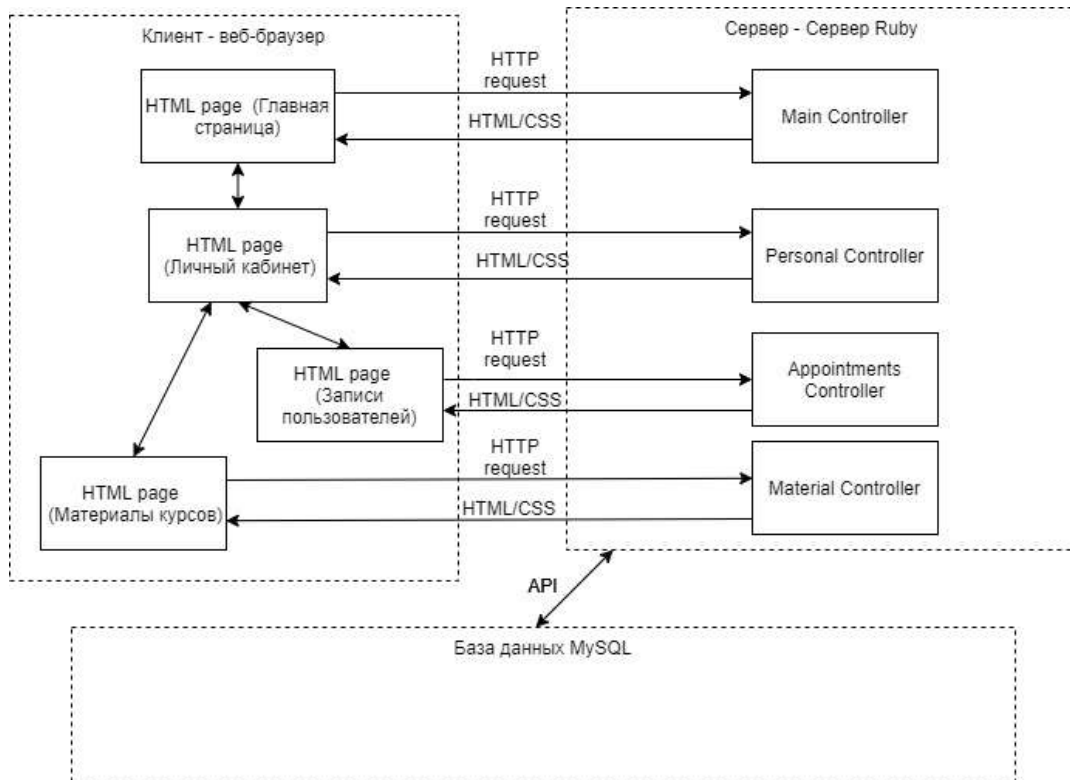 Клиент - веб-браузер
Сервер - Сервер Ruby
HTML page (Главная
страница)
HTTP
request
HTML/CSS
Main Controller
HTML page
(Личный кабинет)
HTTP
request
HTML/CSS
Personal Controller
HTML page
(Записи
пользователей)
HTTP
request
HTML/CSS
Appointments
Controller
HTML page
(Материалы курсов)
HTTP
request
HTML/CSS
Material Controller
API
База данных MySQL